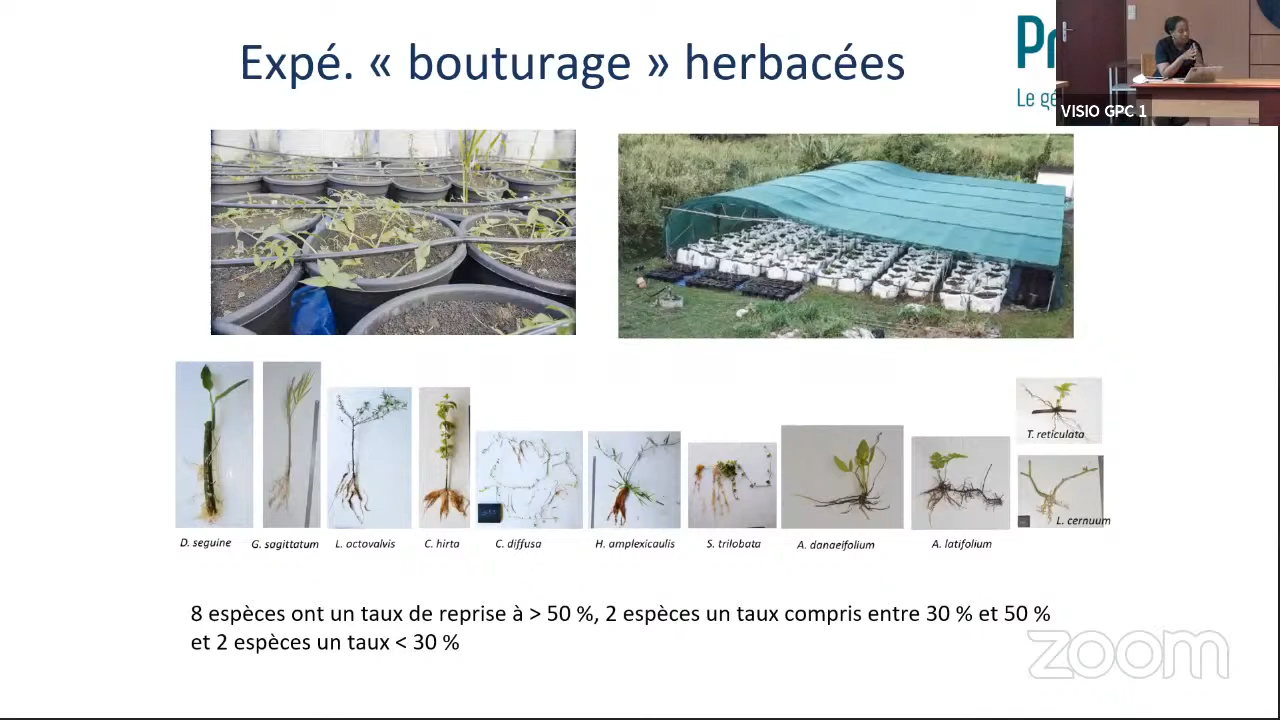 Expé. « bouturage » herbacées
Le gé
VISIO GPC 1
T. reticulata
L. cernuum
D. seguine
G. sagittatum
L. octovalvis
C. hirta
C. diffusa
H. amplexicaulis
S. trilobata
A. danaeifolium
A. latifolium
8 espèces ont un taux de reprise à > 50 %, 2 espèces un taux compris entre 30 % et 50 %
et 2 espèces un taux < 30 %
zoom